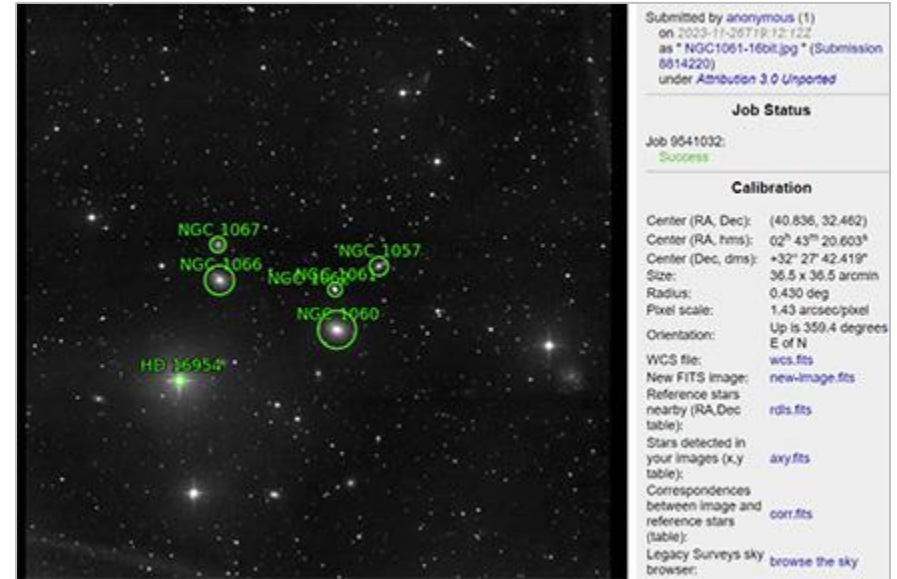 NGC 1067
NGC 1066
NGC 1057
NGC 1061
NGC 1060
HD 16954
Submitted by anonymous (1)
on 2023-11-26T19:12:12Z
as " NGC1061-16bit.jpg " (Submission
8814220)
under Attribution 3.0 Unported
Job Status
Job 9541032:
Success
Calibration
Center (RA, Dec): (40.836, 32.462)
Center (RA, hms): 02h 43m 20.603s
Center (Dec, dms): +32° 27' 42.419"
Size: 36.5 x 36.5 arcmin
Radius: 0.430 deg
Pixel scale: 1.43 arcsec/pixel
Orientation: Up is 359.4 degrees
E of N
WCS file: wcs.fits
New FITS image: new-image.fits
Reference stars
nearby (RA,Dec rdls.fits
table):
Stars detected in
your images (x,y axy.fits
table):
Correspondences
between image and corr.fits
reference stars
(table):
Legacy Surveys sky browse the sky
browser: